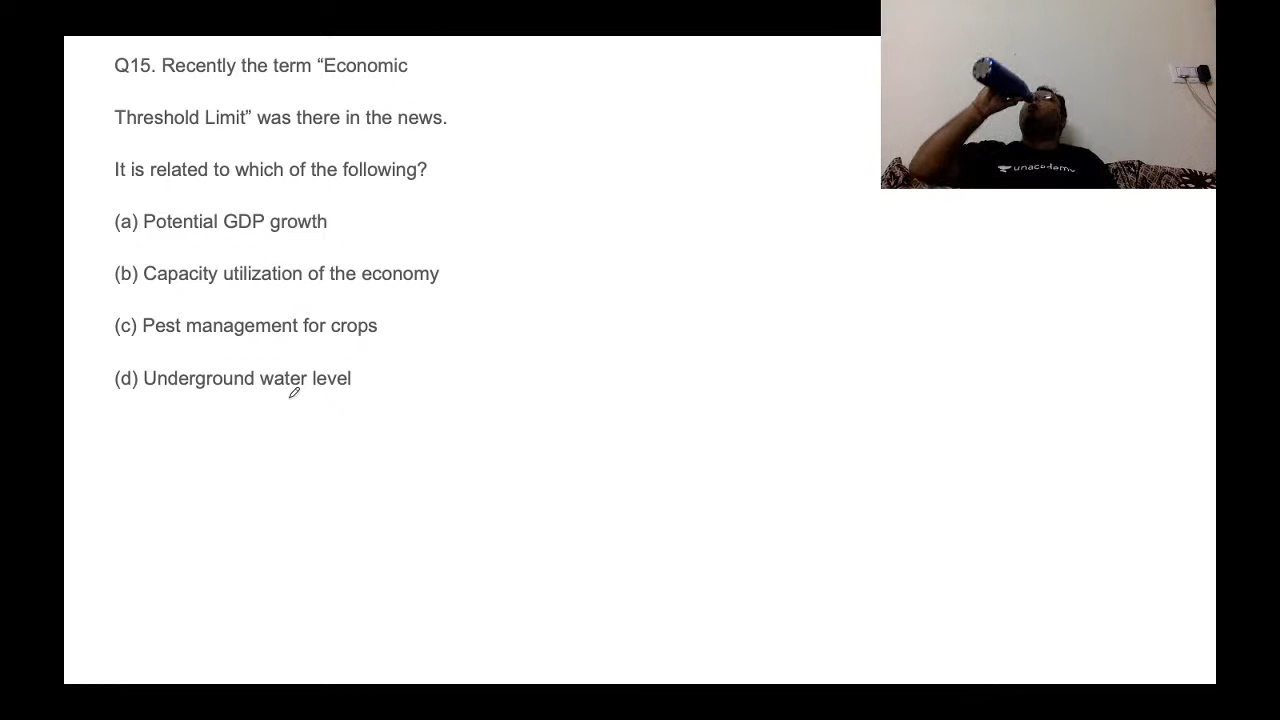 Q15. Recently the term “Economic
Threshold Limit” was there in the news.
It is related to which of the following?
(a) Potential GDP growth
(b) Capacity utilization of the economy
(c) Pest management for crops
(d) Underground water level
unacademy